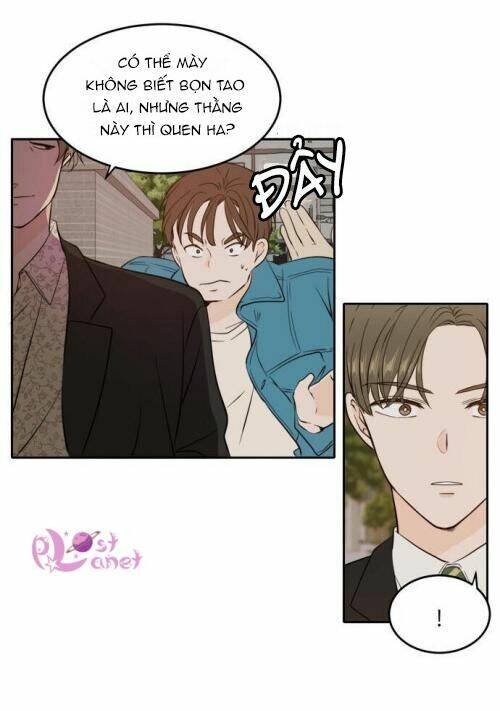 CÓ THỂ MÀY
KHÔNG BIẾT BỌN TAO
LÀ AI, NHƯNG THẰNG
NÀY THÌ QUEN HA?
ĐẨY
!
Lost
Planet